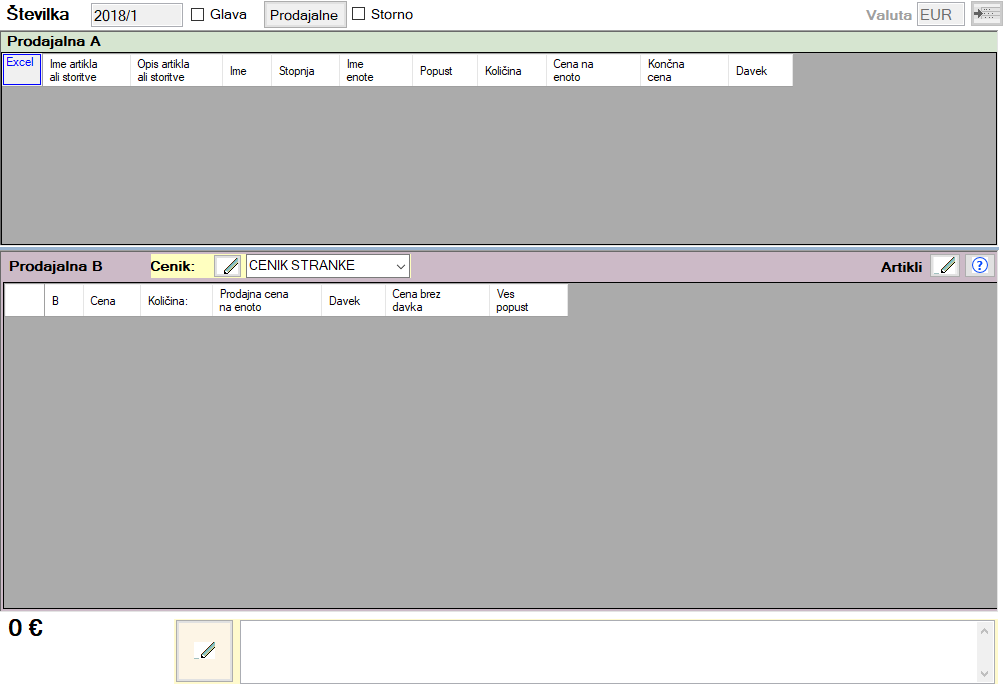 Številka 2018/1 Glava Prodajalne Storno Valuta EUR
Prodajalna A
Excel Ime artikla ali storitve Opis artikla ali storitve Ime Stopnja Ime enote Popust Količina Cena na enoto Končna cena Davek
Prodajalna B Cenik: CENIK STRANKE Artikli ?
B Cena Količina: Prodajna cena na enoto Davek Cena brez davka Ves popust
0 €